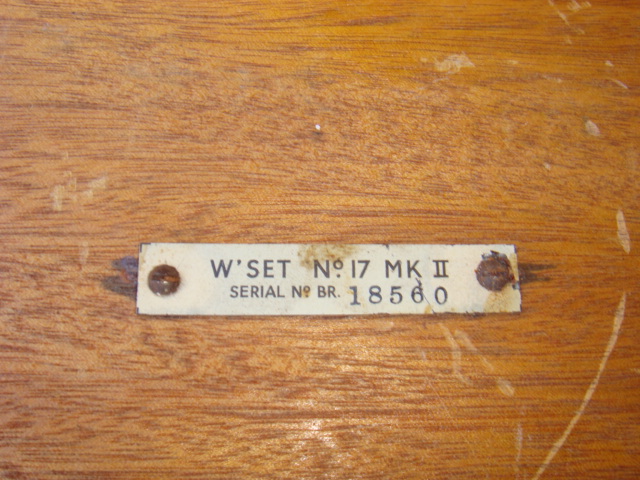 W'SET Nº 17 MK II
SERIAL Nº BR. 18560